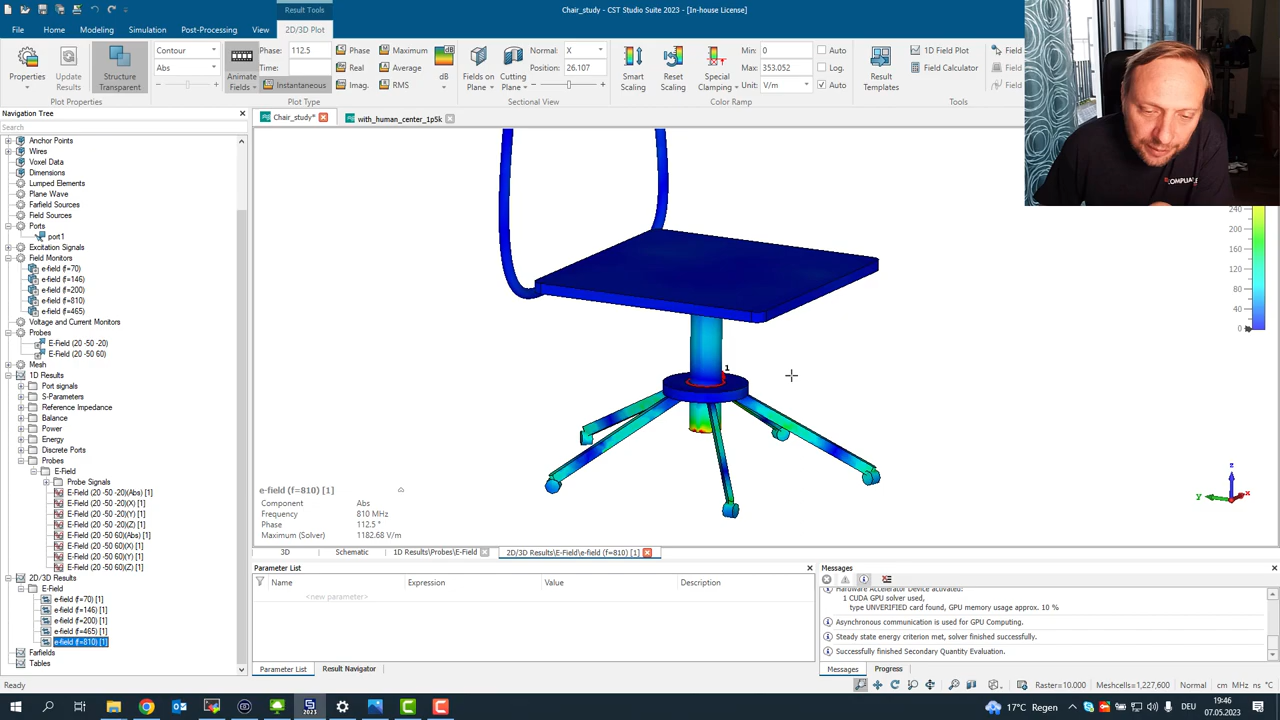 Result Tools
Chair_study - CST Studio Suite 2023 - [In-house License]
File Home Modeling Simulation Post-Processing View 2D/3D Plot
Properties
Update Results
Structure Transparent
Contour
Abs
Plot Properties
Animate Fields
Phase: 112.5
Time:
Instantaneous
Phase
Real
Imag.
Maximum
Average
RMS
dB
Plot Type
Fields on Plane
Cutting Plane
Normal: X
Position: 26.107
Sectional View
Smart Scaling
Reset Scaling
Special Clamping
Min: 0 Auto
Max: 353.052 Log.
Unit: V/m Auto
Color Ramp
Result Templates
1D Field Plot
Field Calculator
Field
Tools
Navigation Tree
Search
Anchor Points
Wires
Voxel Data
Dimensions
Lumped Elements
Plane Wave
Farfield Sources
Field Sources
Ports
port1
Excitation Signals
Field Monitors
e-field (f=70)
e-field (f=146)
e-field (f=200)
e-field (f=810)
e-field (f=465)
Voltage and Current Monitors
Probes
E-Field (20 -50 -20)
E-Field (20 -50 60)
Mesh
1D Results
Port signals
S-Parameters
Reference Impedance
Balance
Power
Energy
Discrete Ports
Probes
E-Field
Probe Signals
E-Field (20 -50 -20)(Abs) [1]
E-Field (20 -50 -20)(X) [1]
E-Field (20 -50 -20)(Y) [1]
E-Field (20 -50 -20)(Z) [1]
E-Field (20 -50 60)(Abs) [1]
E-Field (20 -50 60)(X) [1]
E-Field (20 -50 60)(Y) [1]
E-Field (20 -50 60)(Z) [1]
2D/3D Results
E-Field
e-field (f=70) [1]
e-field (f=146) [1]
e-field (f=200) [1]
e-field (f=465) [1]
e-field (f=810) [1]
Farfields
Tables
Chair_study* with_human_center_1p5k
1
240
200
160
120
80
40
0
z
y x
e-field (f=810) [1]
Component Abs
Frequency 810 MHz
Phase 112.5 °
Maximum (Solver) 1182.68 V/m
3D Schematic 1D Results\Probes\E-Field 2D/3D Results\E-Field\e-field (f=810) [1]
Parameter List
Name Expression Value Description
<new parameter>
Parameter List Result Navigator
Messages
Hardware Accelerator Device activated:
1 CUDA GPU solver used,
type UNVERIFIED card found, GPU memory usage approx. 10 %
Asynchronous communication is used for GPU Computing.
Steady state energy criterion met, solver finished successfully.
Successfully finished Secondary Quantity Evaluation.
Messages Progress
Ready
Raster=10.000 Meshcells=1,227,600 Normal cm MHz ns °C
17°C Regen
DEU
19:46
07.05.2023